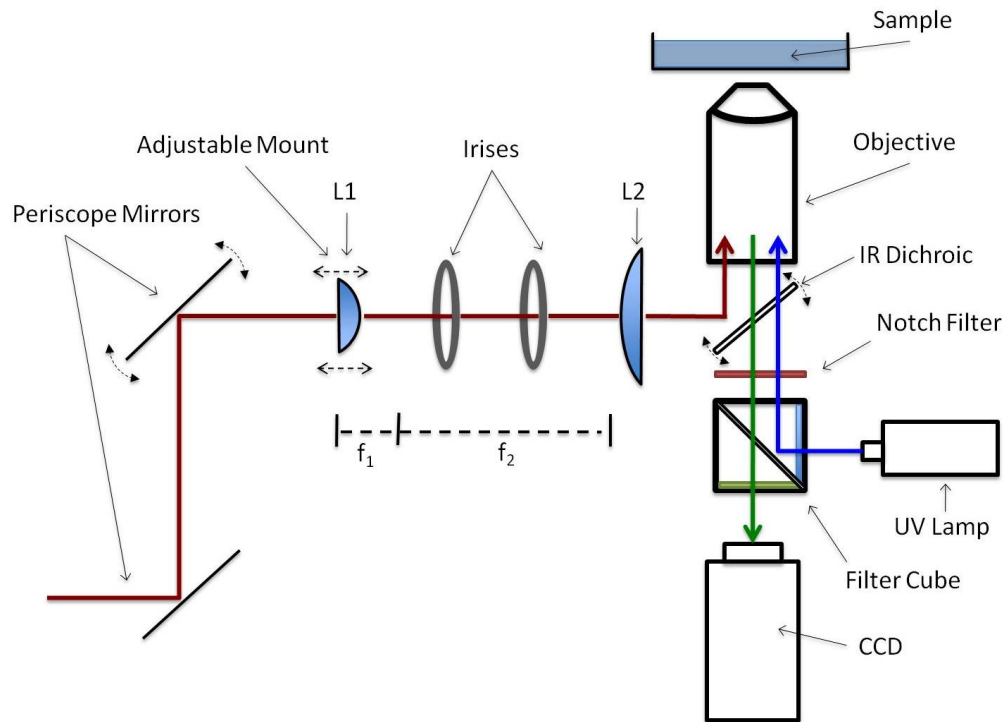 Sample
Adjustable Mount
Irises
Objective
L1
L2
Periscope Mirrors
IR Dichroic
Notch Filter
f₁
f₂
UV Lamp
Filter Cube
CCD